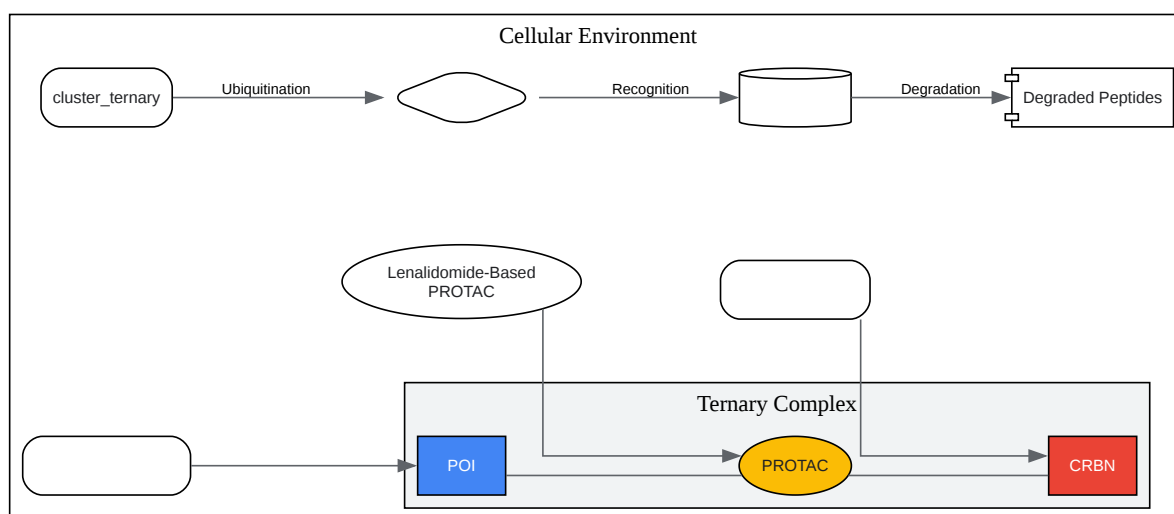 Cellular Environment
cluster_ternary
Ubiquitination
Recognition
Degradation
Degraded Peptides
Lenalidomide-Based
PROTAC
Ternary Complex
POI
PROTAC
CRBN